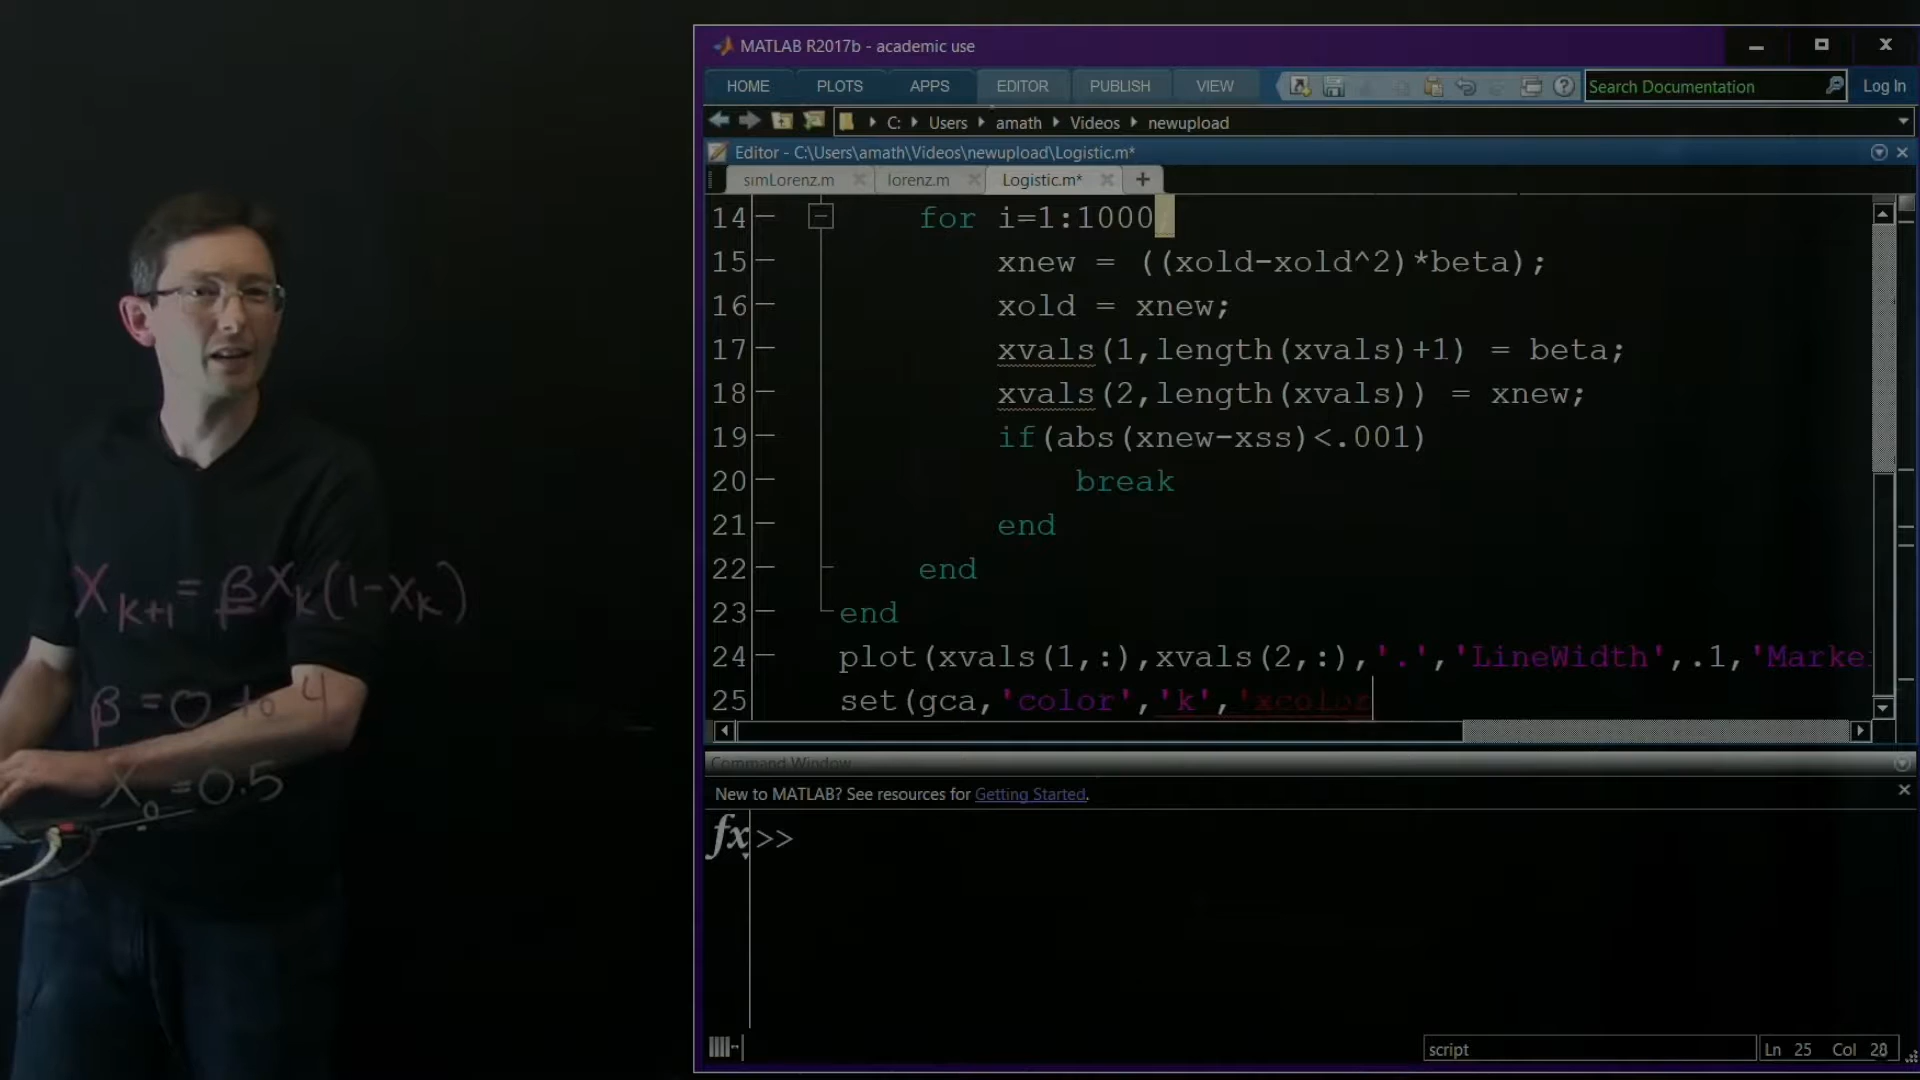 X_{k+1} = βX_k(1-X_k)
β = 0 to 4
X_0 = 0.5
MATLAB R2017b - academic use
HOME PLOTS APPS EDITOR PUBLISH VIEW Search Documentation Log In
C: Users amath Videos newupload
Editor - C:\Users\amath\Videos\newupload\Logistic.m*
simLorenz.m lorenz.m Logistic.m* +
14 for i=1:1000;
15 xnew = ((xold-xold^2)*beta);
16 xold = xnew;
17 xvals(1,length(xvals)+1) = beta;
18 xvals(2,length(xvals)) = xnew;
19 if(abs(xnew-xss)<.001)
20 break
21 end
22 end
23 end
24 plot(xvals(1,:),xvals(2,:),'.','LineWidth',.1,'Marke
25 set(gca,'color','k','xcolor
Command Window
New to MATLAB? See resources for Getting Started.
fx >>
script Ln 25 Col 28